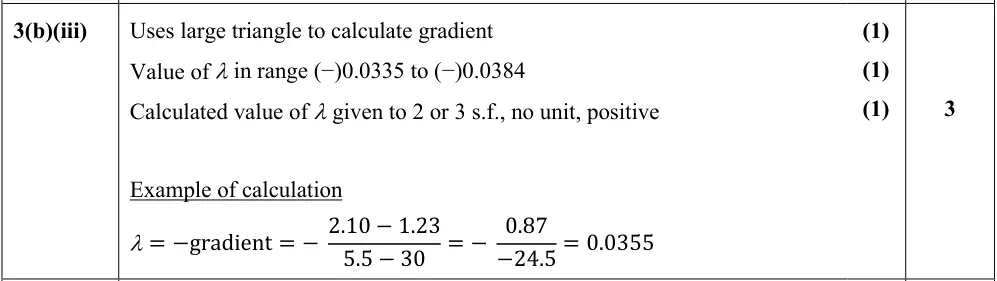 3(b)(iii) Uses large triangle to calculate gradient (1)
Value of λ in range (−)0.0335 to (−)0.0384 (1)
Calculated value of λ given to 2 or 3 s.f., no unit, positive (1) 3
Example of calculation
λ = −gradient = − (2.10 − 1.23)/(5.5 − 30) = − 0.87/−24.5 = 0.0355